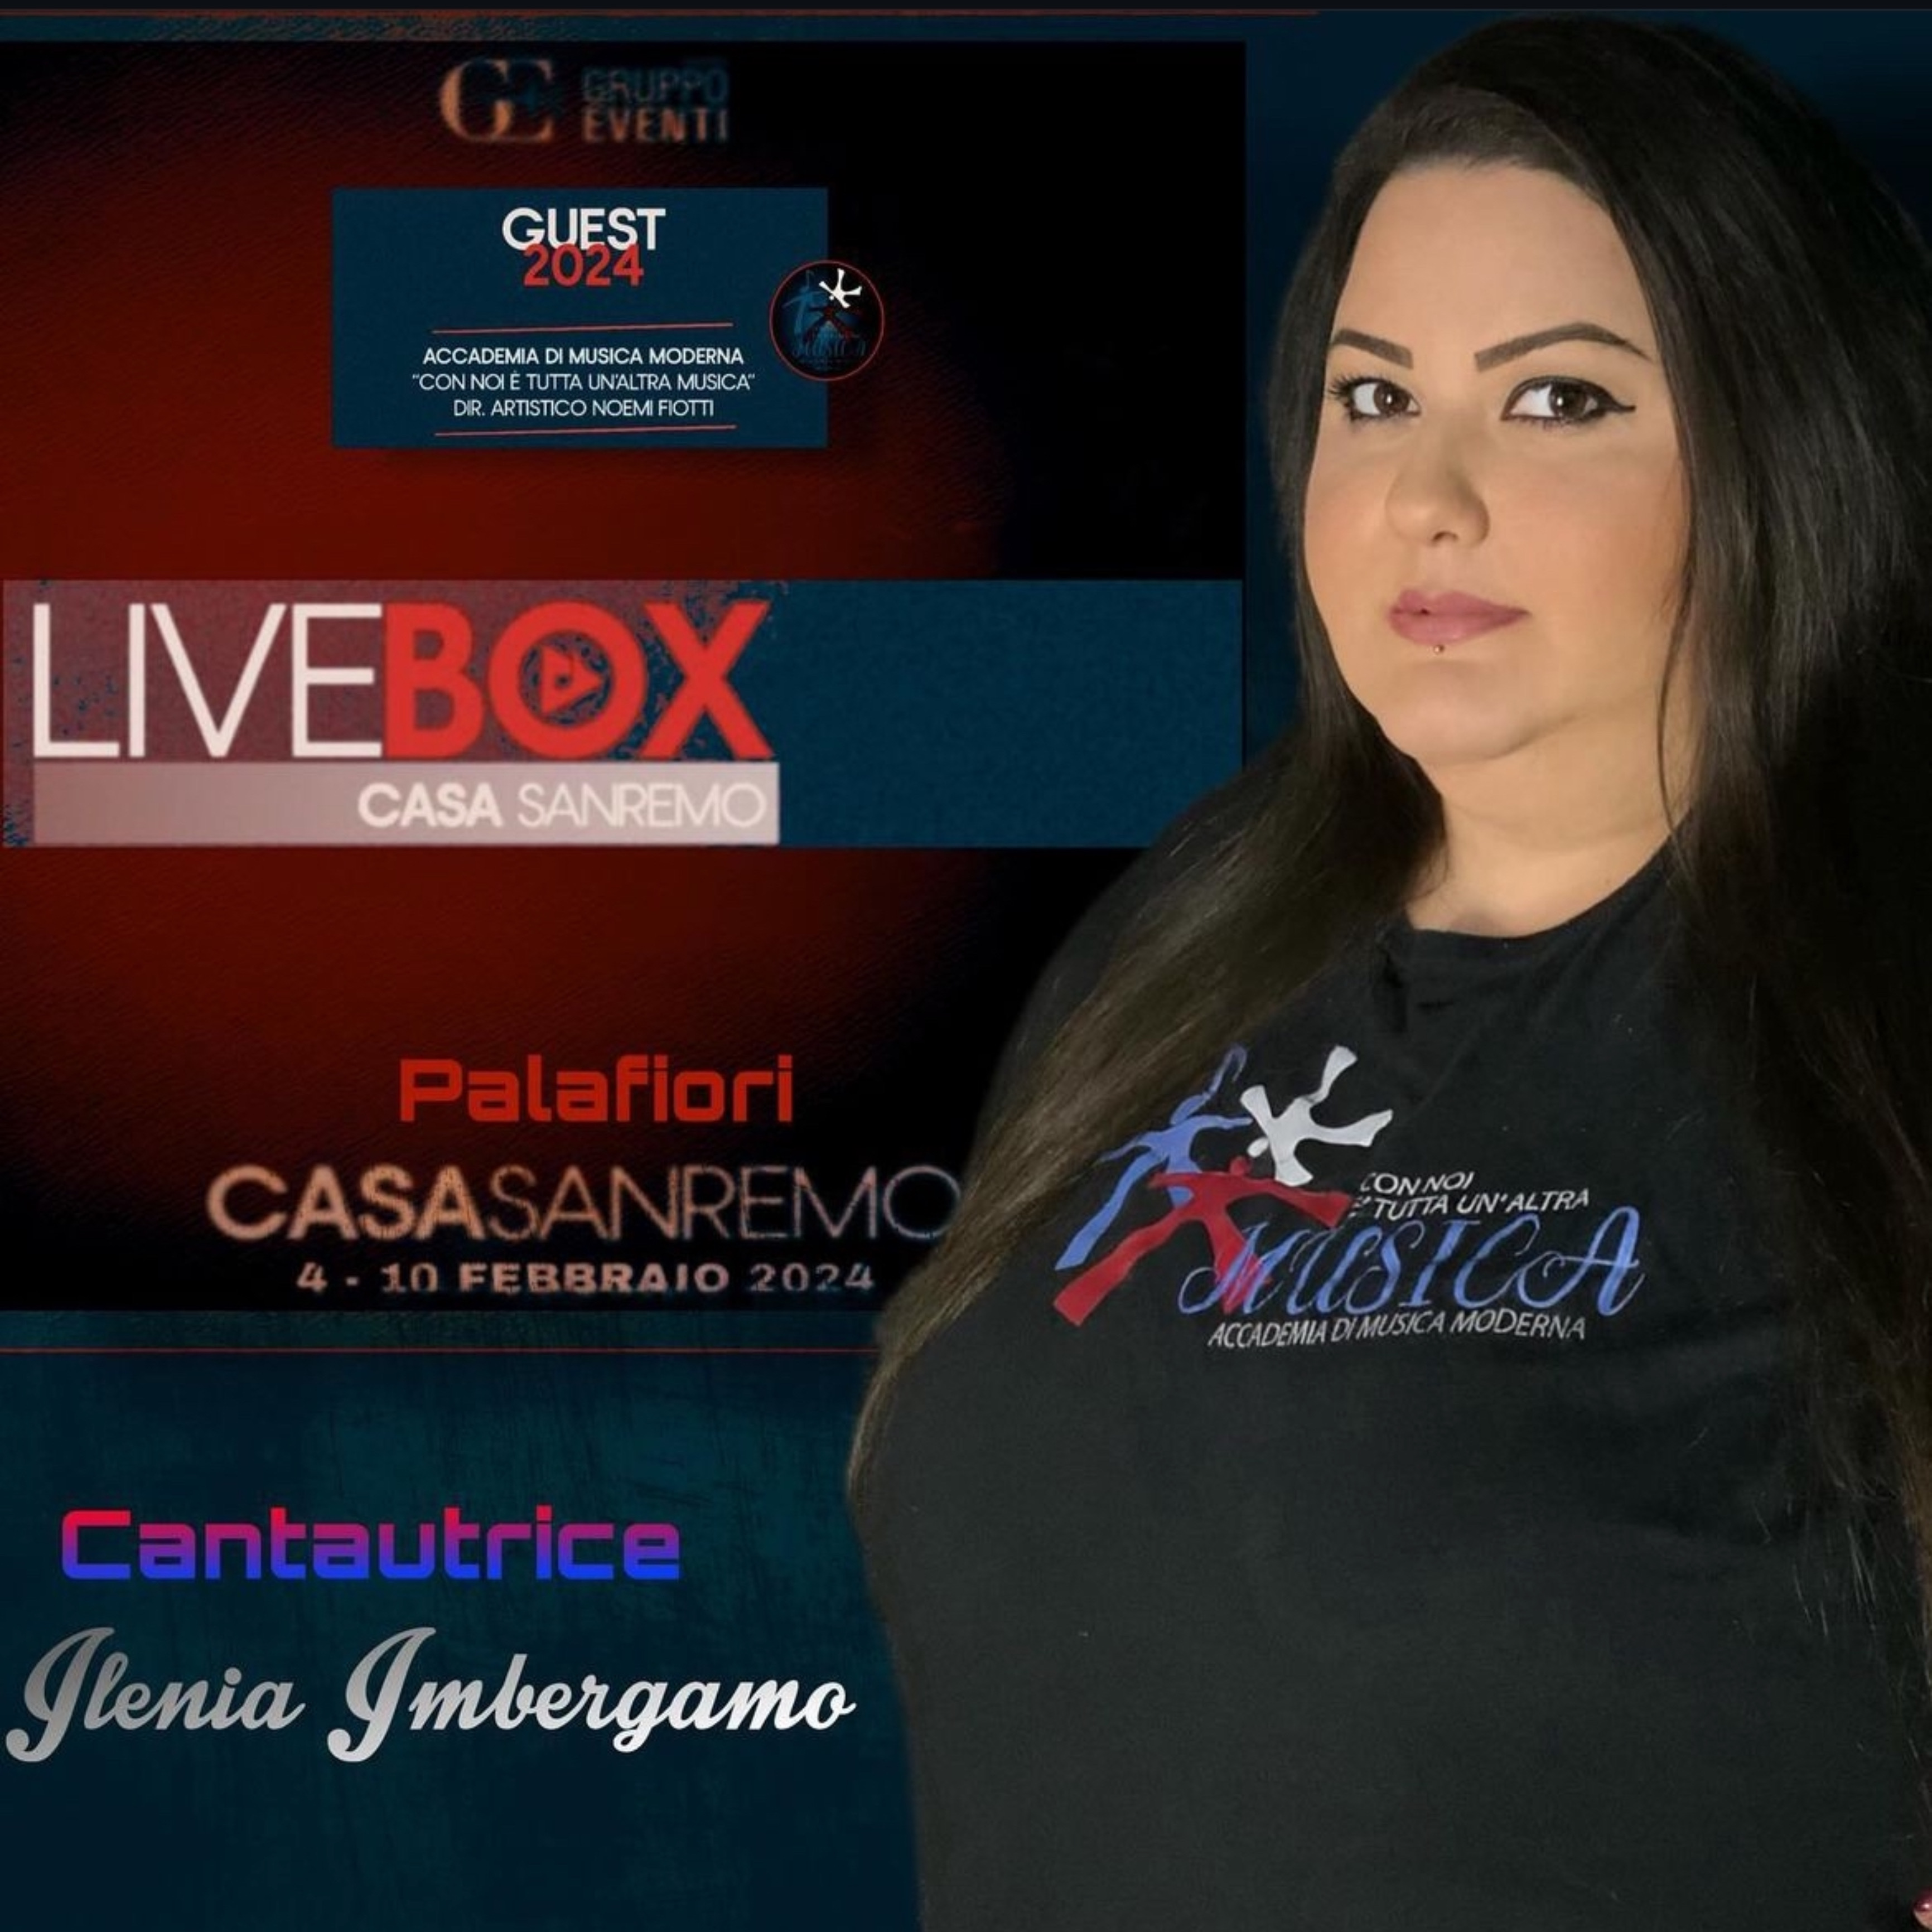 GE GRUPPO
EVENTI
GUEST
2024
ACCADEMIA DI MUSICA MODERNA
"CON NOI È TUTTA UN'ALTRA MUSICA"
DIR. ARTISTICO NOEMI FIOTTI
MUSICA
LIVEBOX
CASA SANREMO
Palafiori
CASASANREMO
4 - 10 FEBBRAIO 2024
CON NOI
E' TUTTA UN'ALTRA
MUSICA
ACCADEMIA DI MUSICA MODERNA
Cantautrice
Ilenia Imbergamo